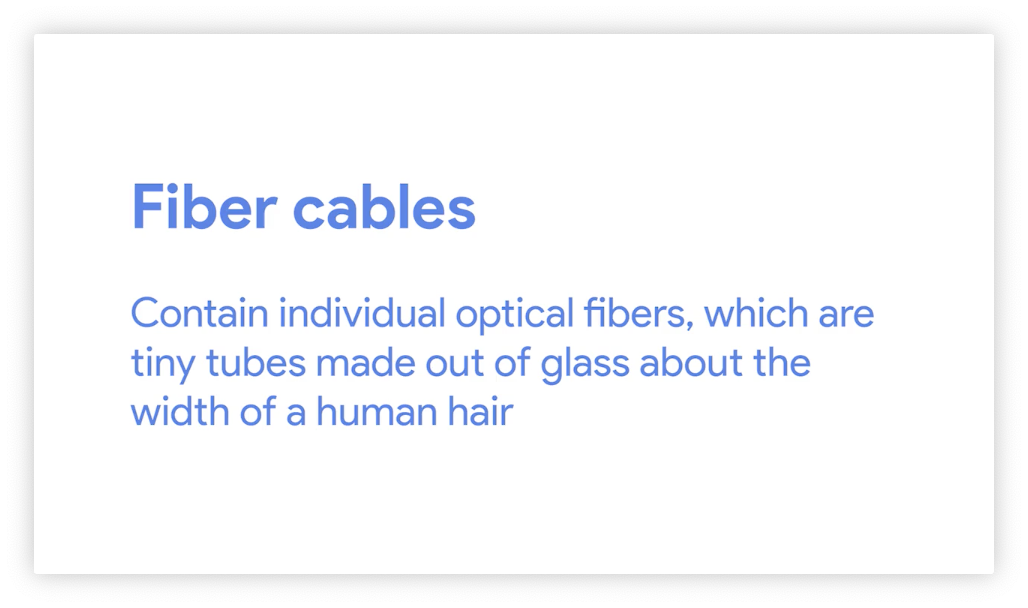 Fiber cables
Contain individual optical fibers, which are
tiny tubes made out of glass about the
width of a human hair